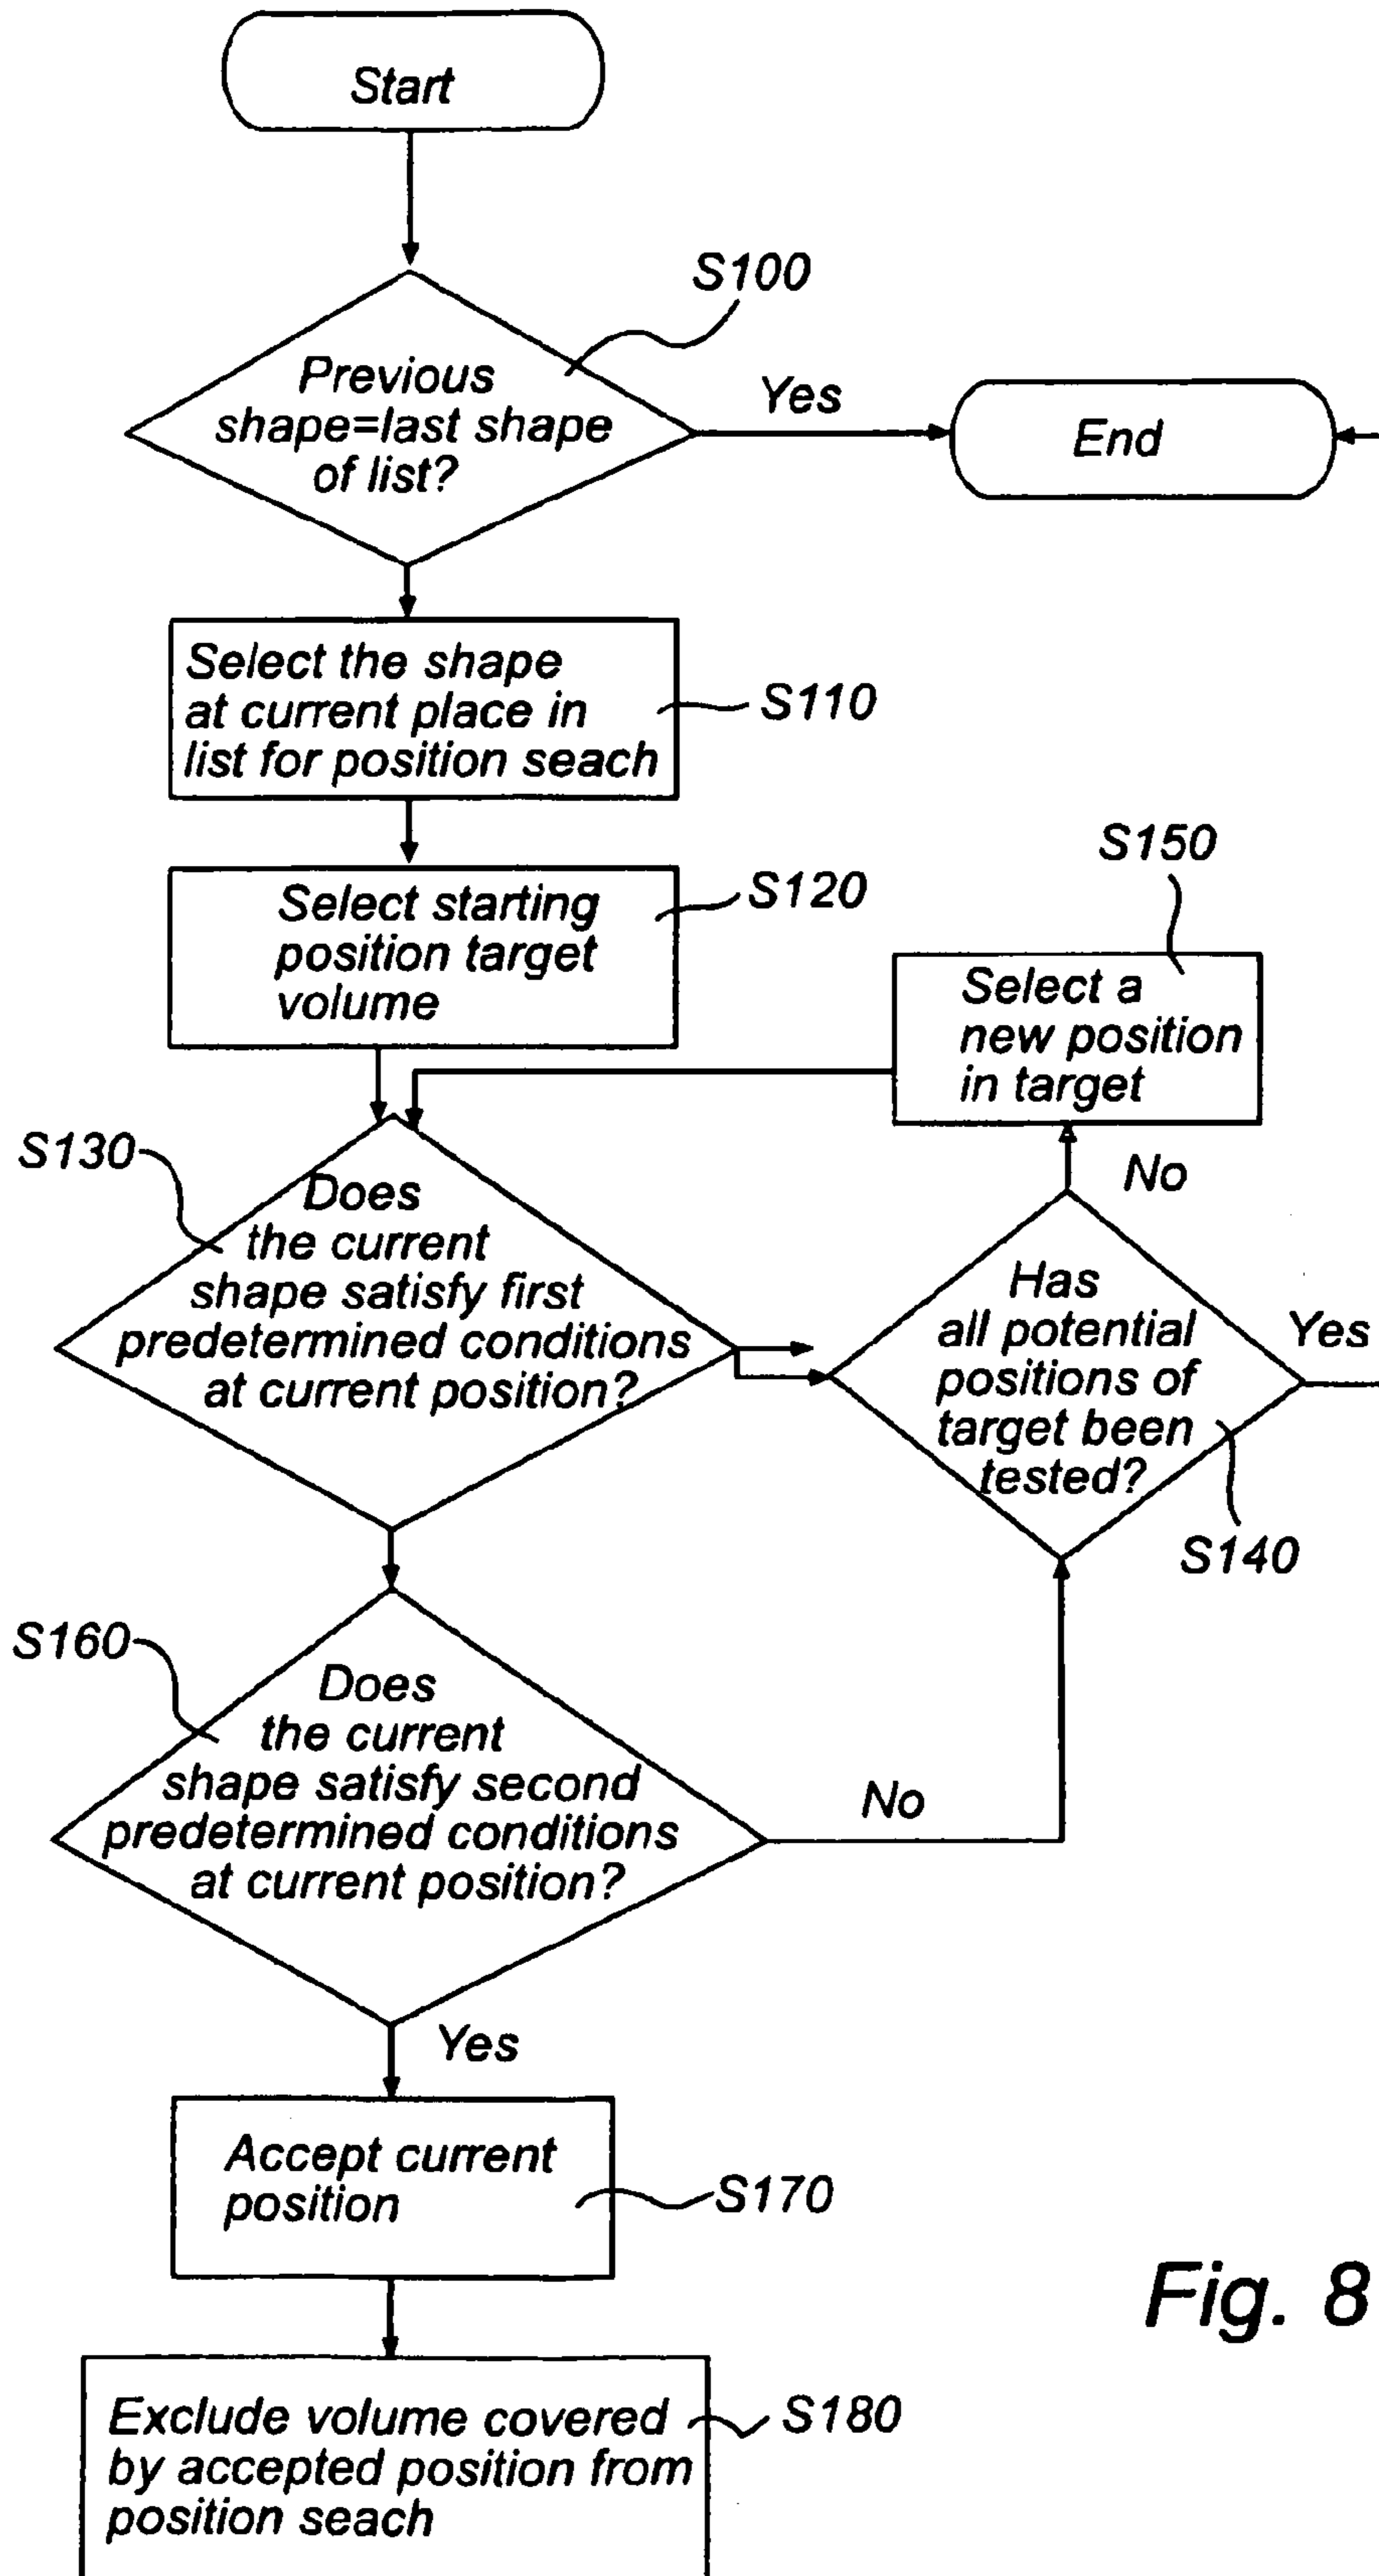 Start
S100
Previous
shape=last shape
of list?
Yes
End
Select the shape
at current place in
list for position seach
S110
Select starting
position target
volume
S120
S150
Select a
new position
in target
No
S130
Does
the current
shape satisfy first
predetermined conditions
at current position?
Has
all potential
positions of
target been
tested?
Yes
S140
S160
Does
the current
shape satisfy second
predetermined conditions
at current position?
No
Yes
Accept current
position
S170
Fig. 8
Exclude volume covered
by accepted position from
position seach
S180